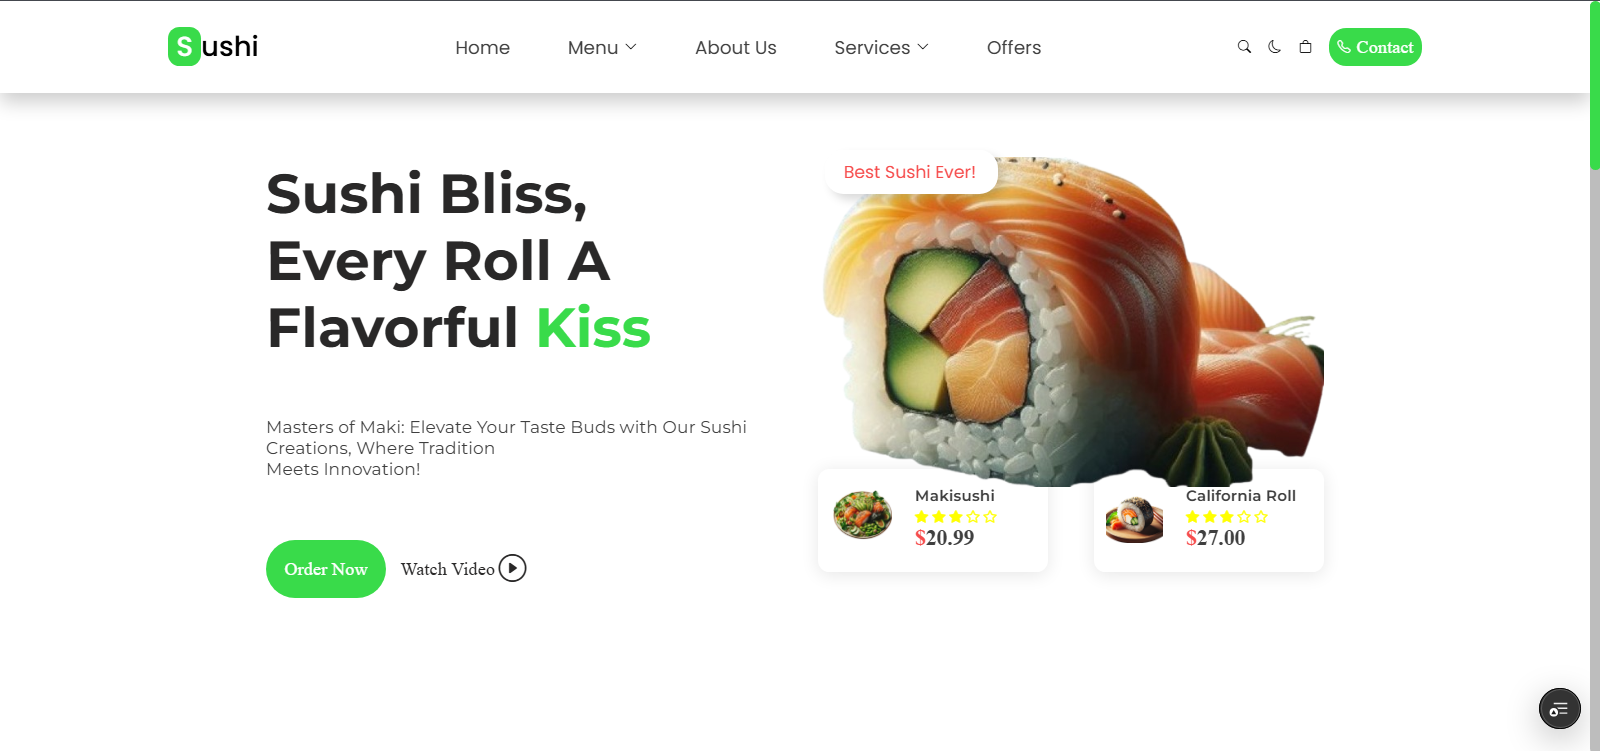 Sushi
Home
Menu
About Us
Services
Offers
Contact
Sushi Bliss,
Every Roll A
Flavorful Kiss
Masters of Maki: Elevate Your Taste Buds with Our Sushi
Creations, Where Tradition
Meets Innovation!
Order Now
Watch Video
Best Sushi Ever!
Makisushi
$20.99
California Roll
$27.00